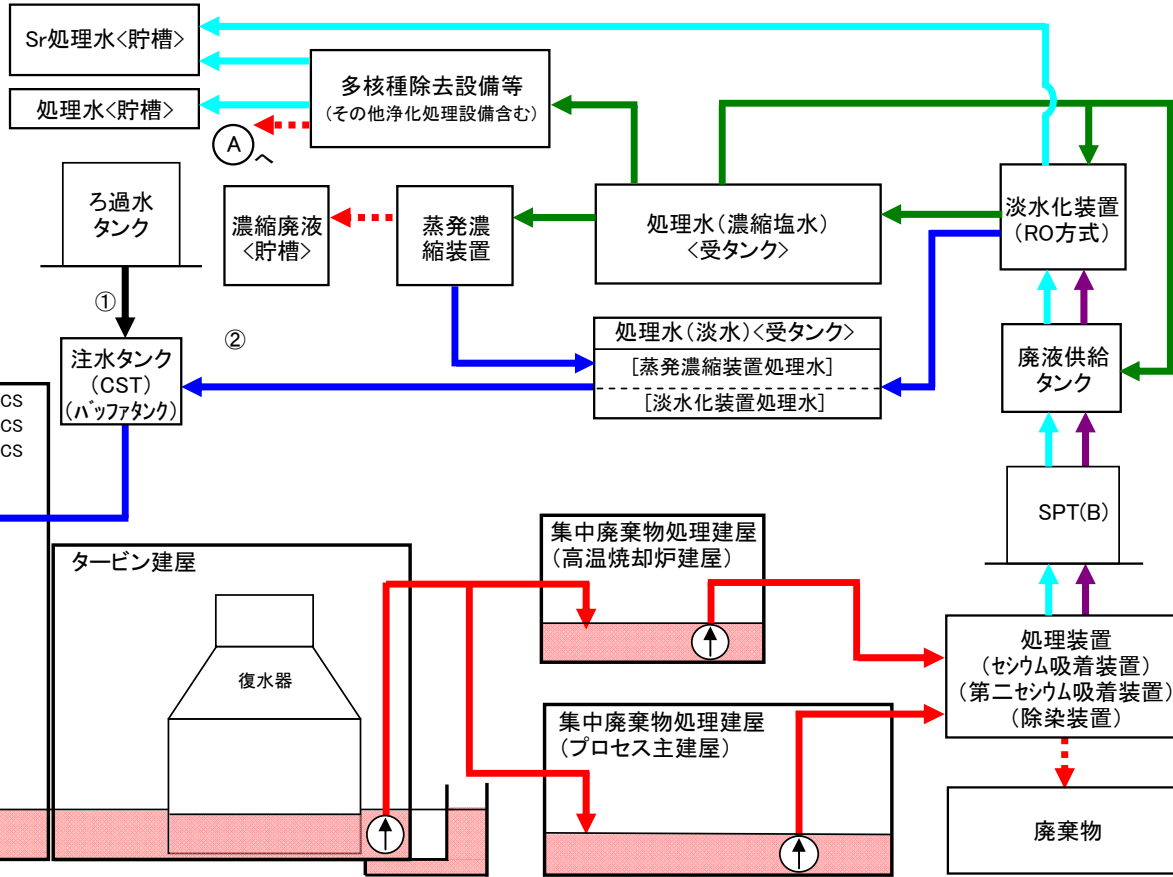 Sr処理水<貯槽>
処理水<貯槽>
多核種除去設備等
(その他浄化処理設備含む)
A
へ
ろ過水
タンク
濃縮廃液
<貯槽>
蒸発濃
縮装置
処理水(濃縮塩水)
<受タンク>
淡水化装置
(RO方式)
①
②
注水タンク
(CST)
(ﾊﾞｯﾌｧタンク)
処理水(淡水)<受タンク>
[蒸発濃縮装置処理水]
[淡水化装置処理水]
廃液供給
タンク
CS
CS
CS
SPT(B)
タービン建屋
復水器
集中廃棄物処理建屋
(高温焼却炉建屋)
集中廃棄物処理建屋
(プロセス主建屋)
処理装置
(ｾｼｳﾑ吸着装置)
(第二ｾｼｳﾑ吸着装置)
(除染装置)
廃棄物